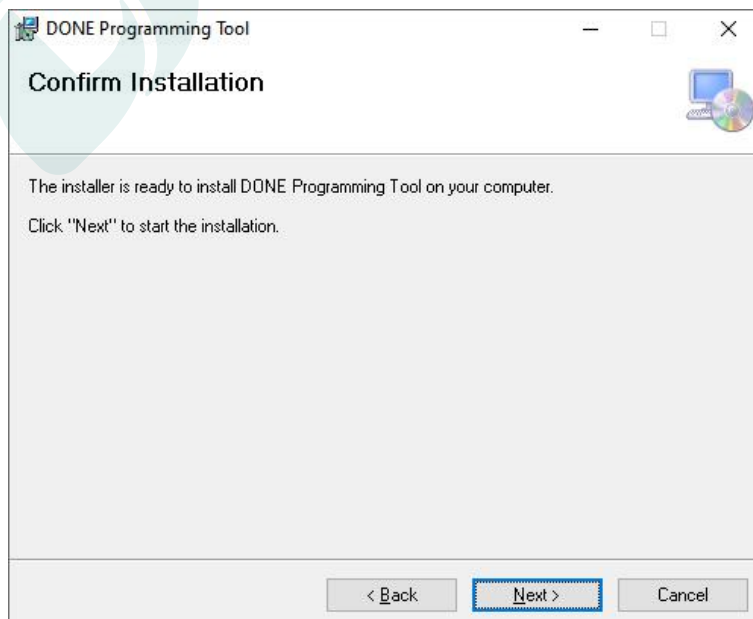 DONE Programming Tool
Confirm Installation
The installer is ready to install DONE Programming Tool on your computer.
Click "Next" to start the installation.
< Back
Next >
Cancel